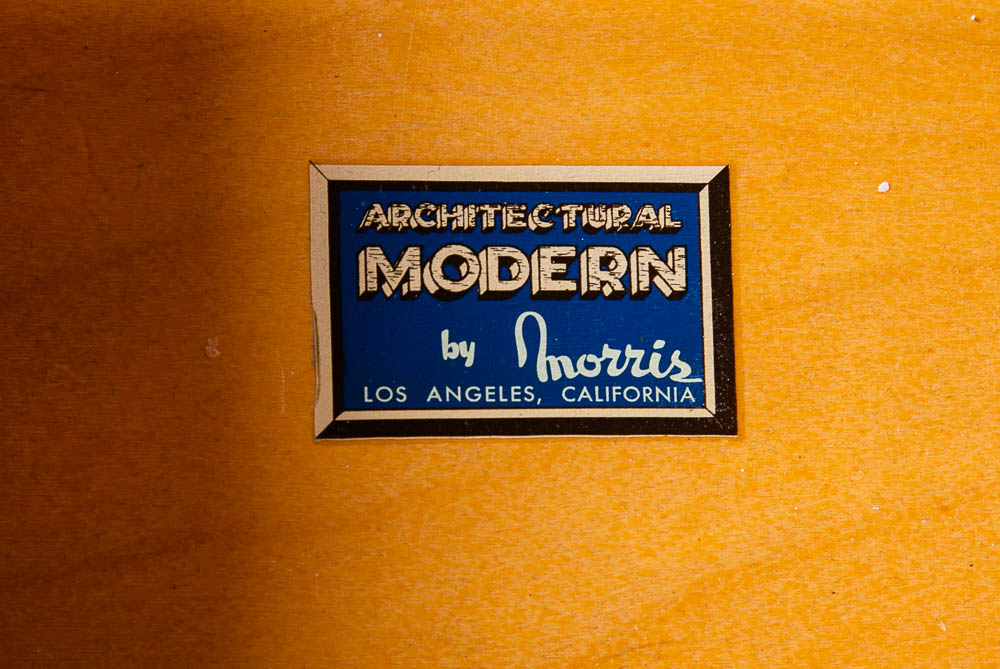 ARCHITECTURAL
MODERN
by Morris
LOS ANGELES, CALIFORNIA